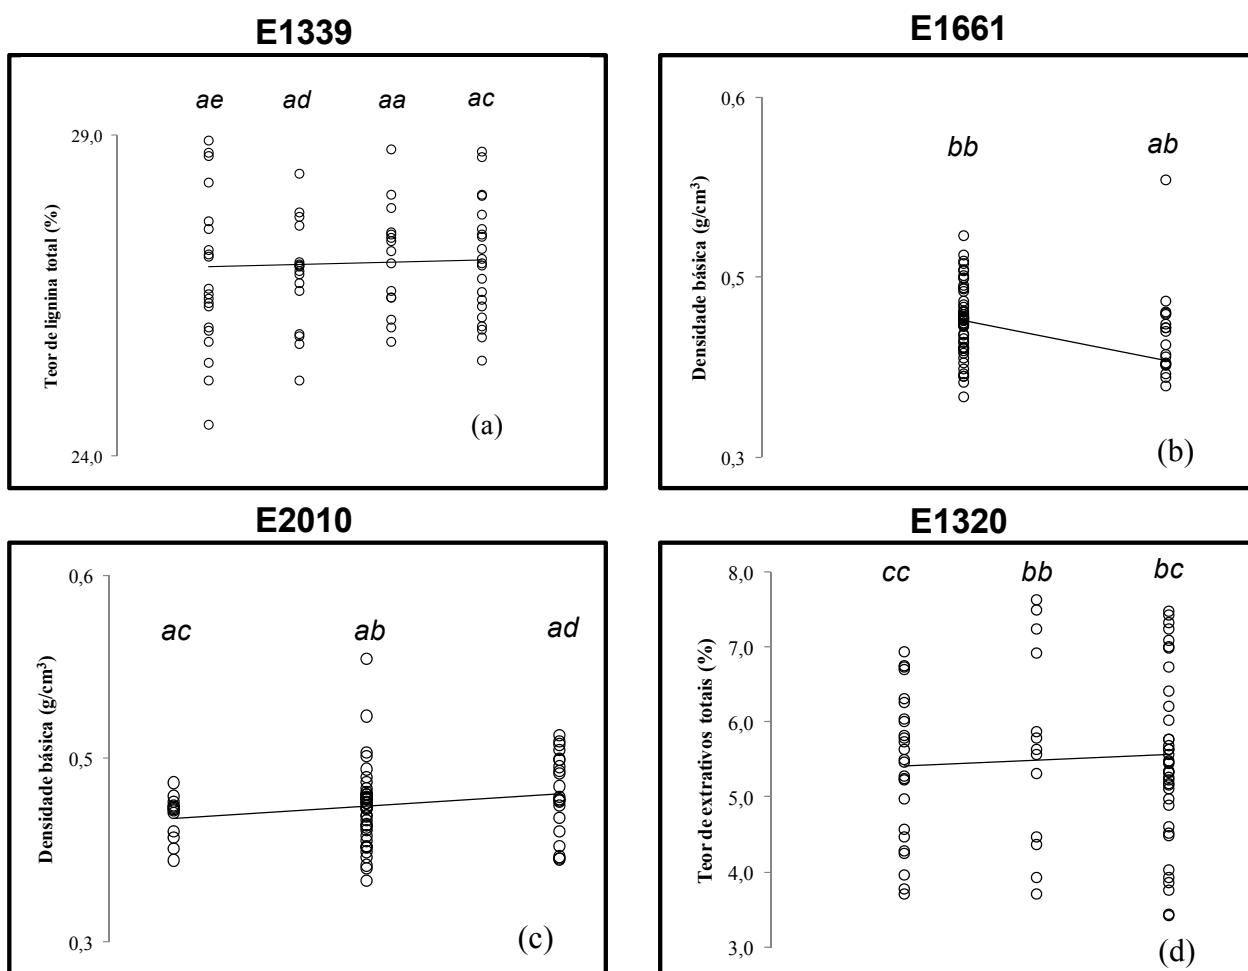 E1339
ae ad aa ac
29,0
Teor de lignina total (%)
24,0
(a)
E1661
0,6
bb ab
Densidade básica (g/cm³)
0,5
0,3
(b)
E2010
0,6
ac ab ad
Densidade básica (g/cm³)
0,5
0,3
(c)
E1320
8,0
cc bb bc
7,0
Teor de extrativos totais (%)
6,0
5,0
4,0
3,0
(d)